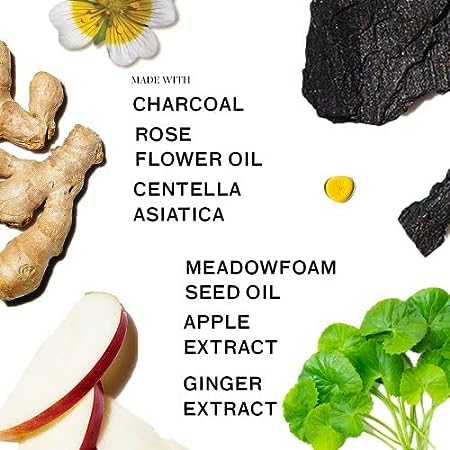 MADE WITH
CHARCOAL
ROSE
FLOWER OIL
CENTELLA
ASIATICA
MEADOWFOAM
SEED OIL
APPLE
EXTRACT
GINGER
EXTRACT